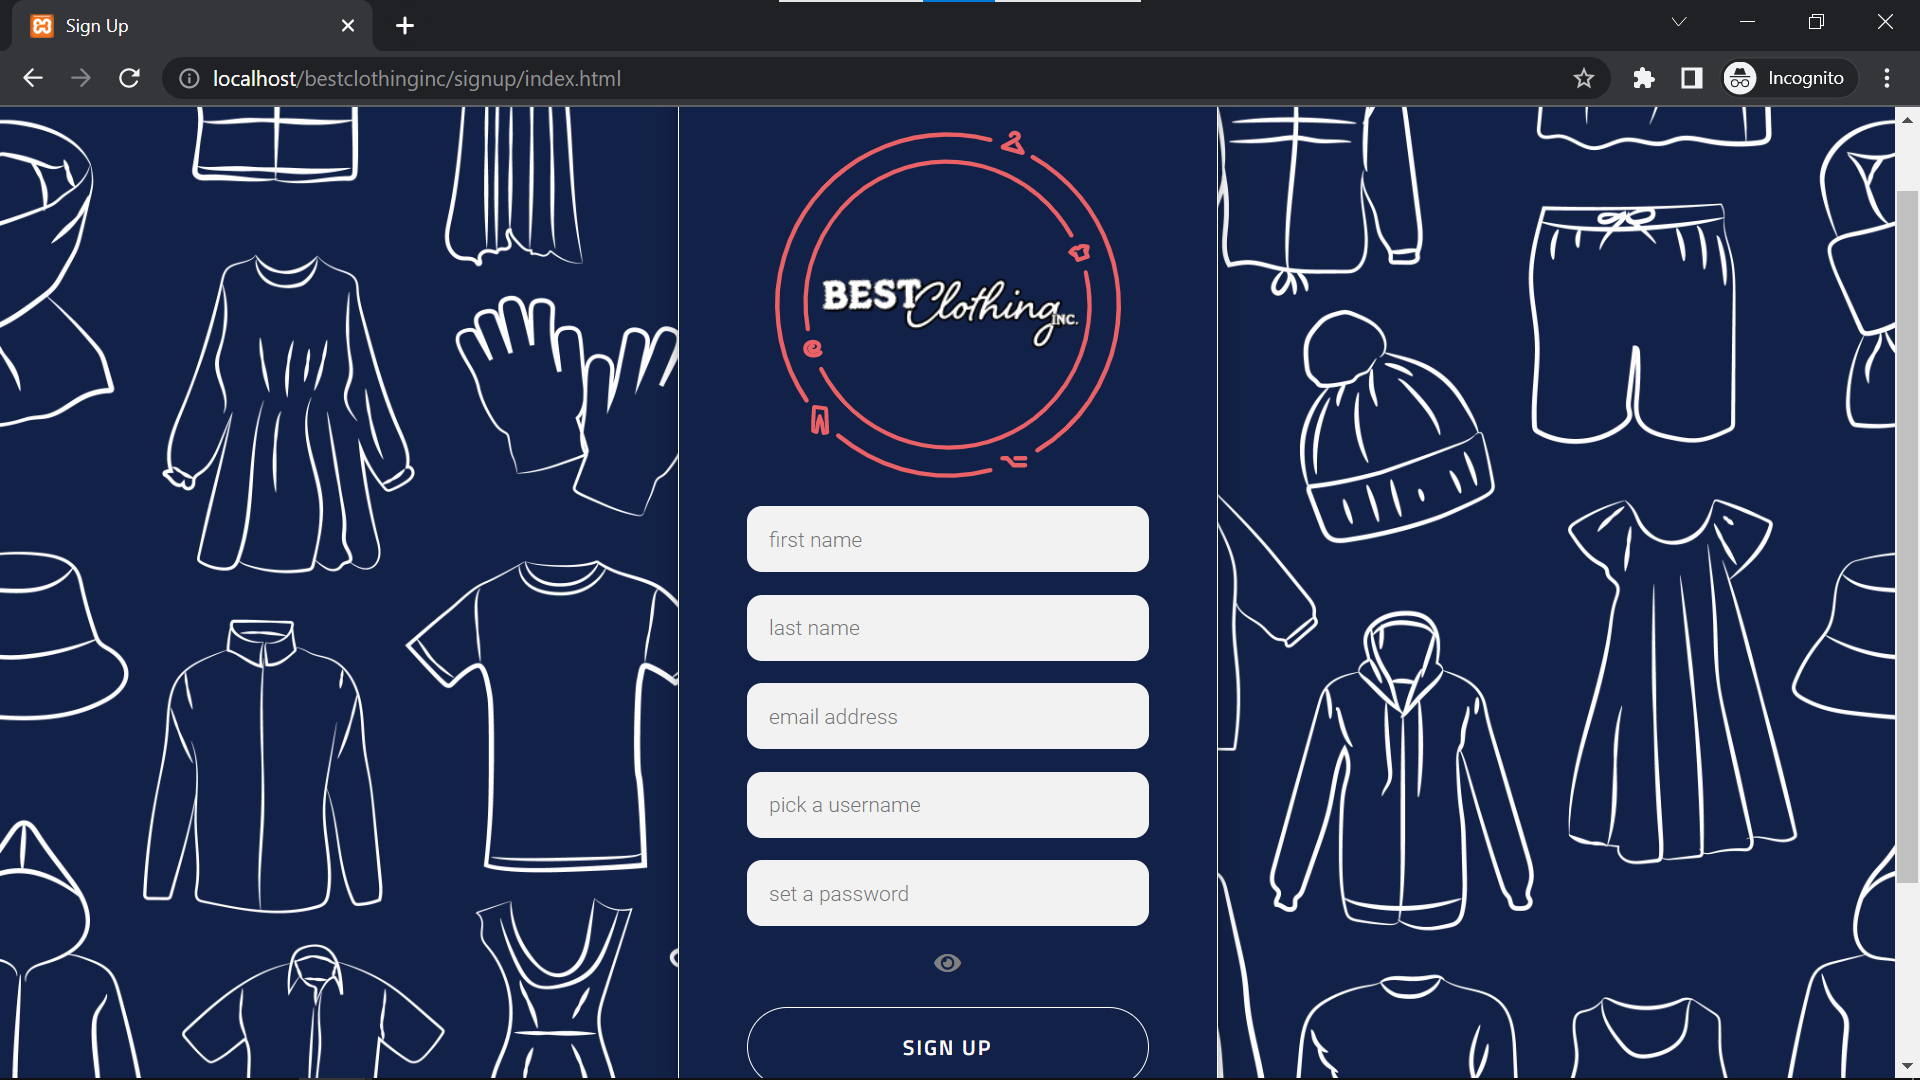 Sign Up
localhost/bestclothinginc/signup/index.html
Incognito
BEST Clothing INC.
first name
last name
email address
pick a username
set a password
SIGN UP